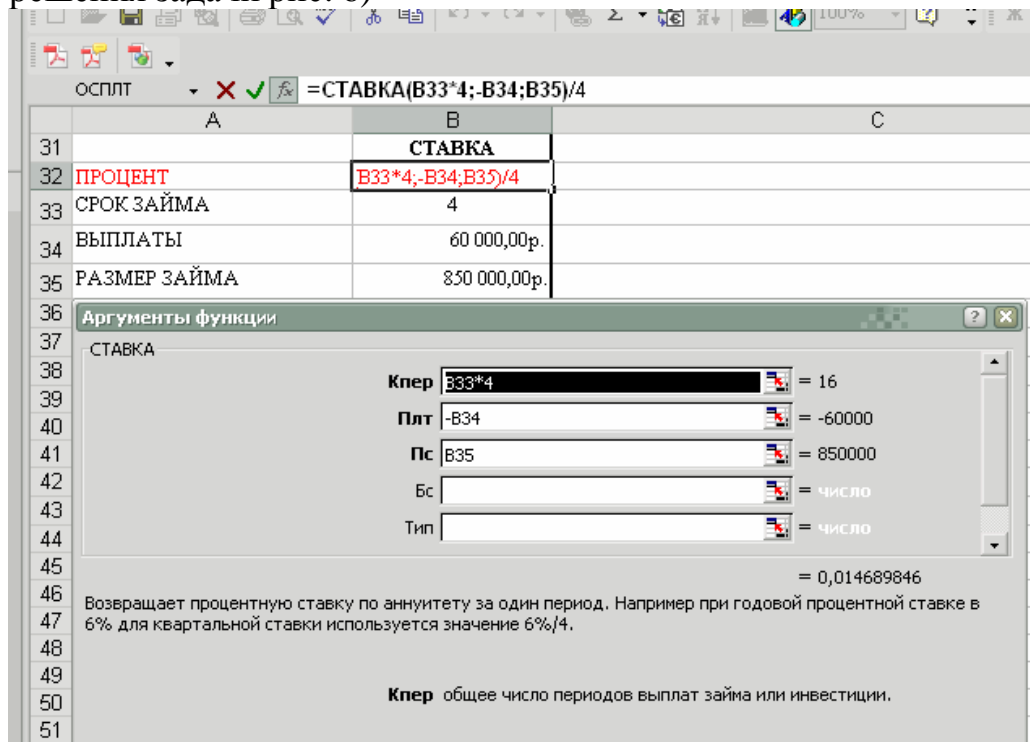 решения задачи рис. 8)
100%
ОСПЛТ =СТАВКА(B33*4;-B34;B35)/4
A B C
31 СТАВКА
32 ПРОЦЕНТ B33*4;-B34;B35)/4
33 СРОК ЗАЙМА 4
34 ВЫПЛАТЫ 60 000,00р.
35 РАЗМЕР ЗАЙМА 850 000,00р.
36 Аргументы функции
37 СТАВКА
38 Кпер B33*4 = 16
39
40 Плт -B34 = -60000
41 Пс B35 = 850000
42 Бс = число
43
44 Тип = число
45 = 0,014689846
46 Возвращает процентную ставку по аннуитету за один период. Например при годовой процентной ставке в
47 6% для квартальной ставки используется значение 6%/4.
48
49
50 Кпер общее число периодов выплат займа или инвестиции.
51